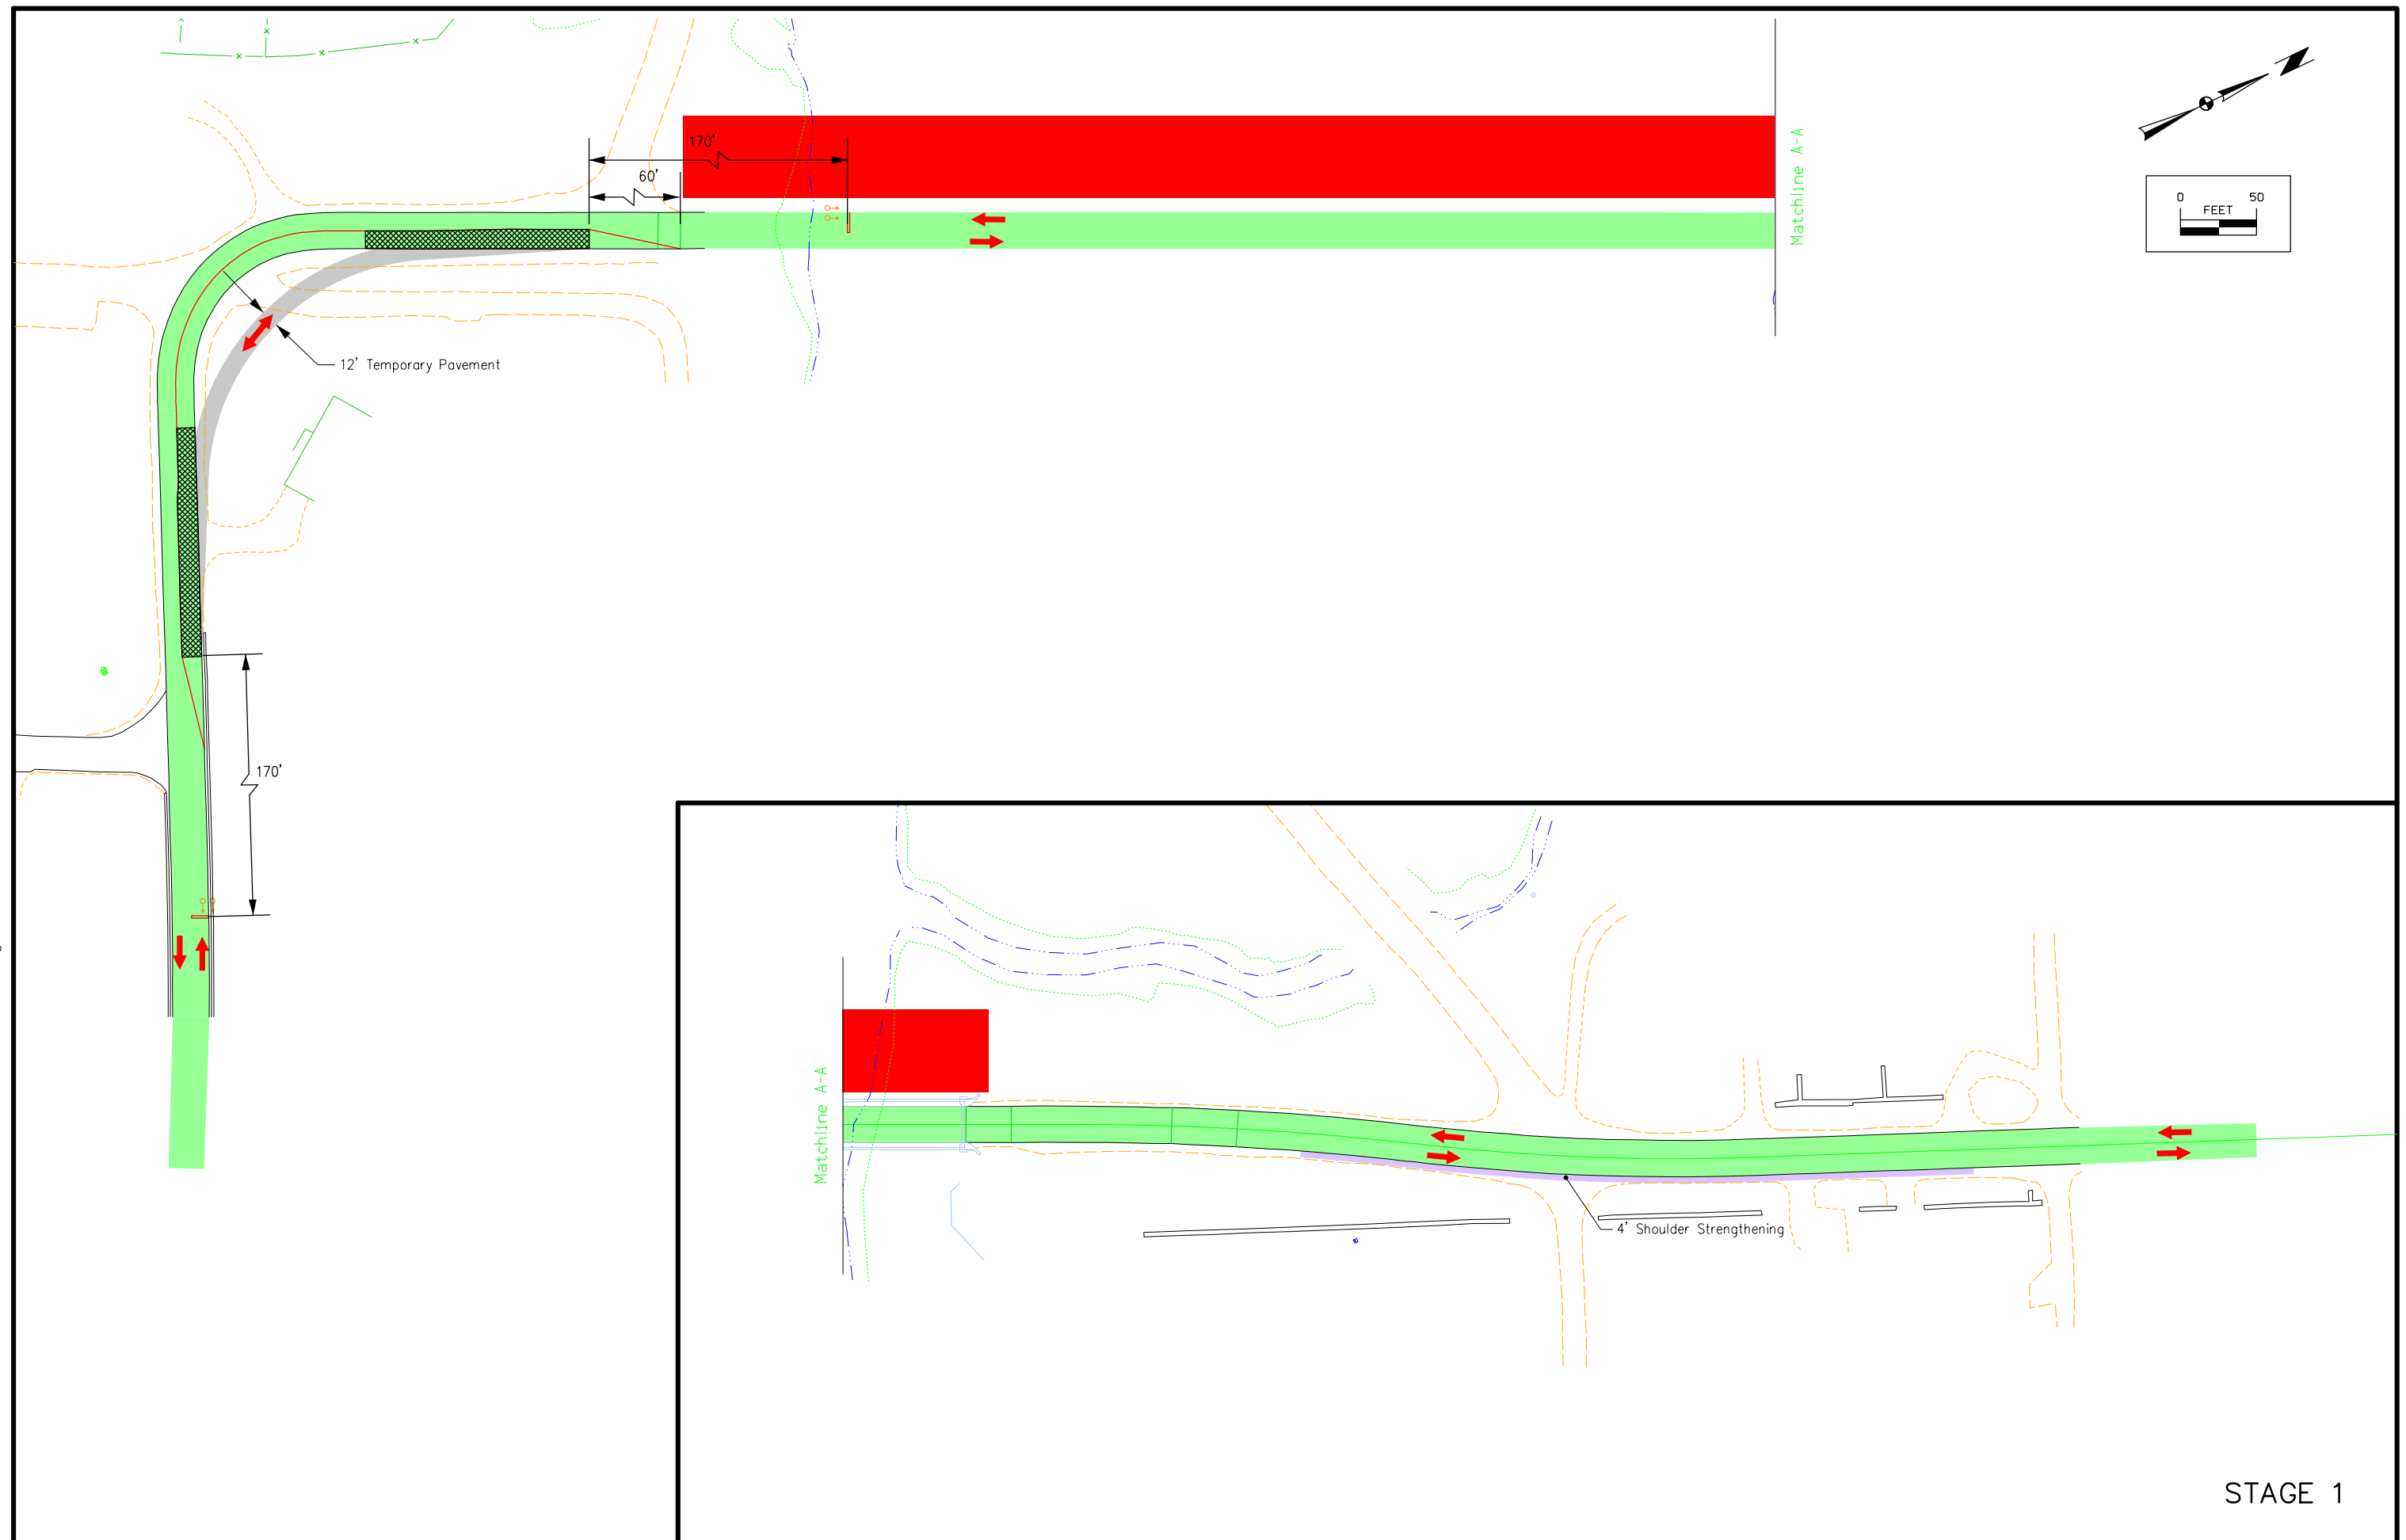 170'
60'
Matchline A-A
N
0 50
FEET
12' Temporary Pavement
170'
Matchline A-A
4' Shoulder Strengthening
STAGE 1